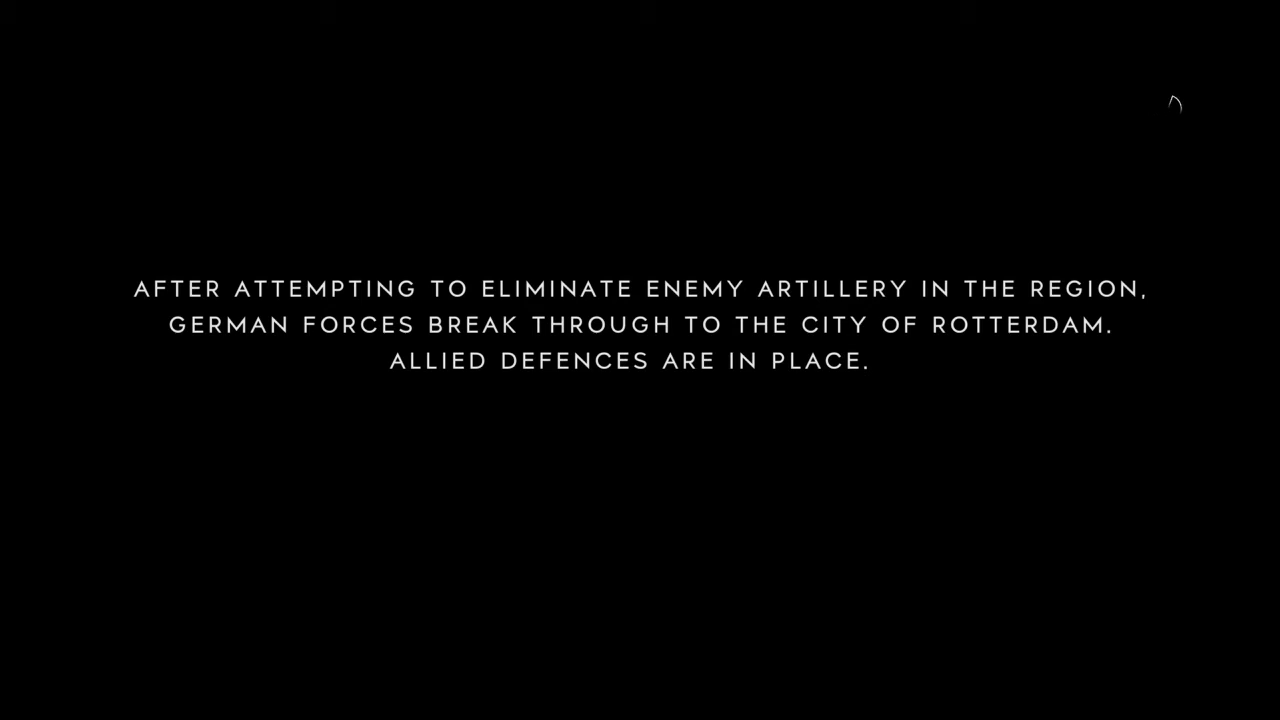 AFTER ATTEMPTING TO ELIMINATE ENEMY ARTILLERY IN THE REGION,
GERMAN FORCES BREAK THROUGH TO THE CITY OF ROTTERDAM.
ALLIED DEFENCES ARE IN PLACE.